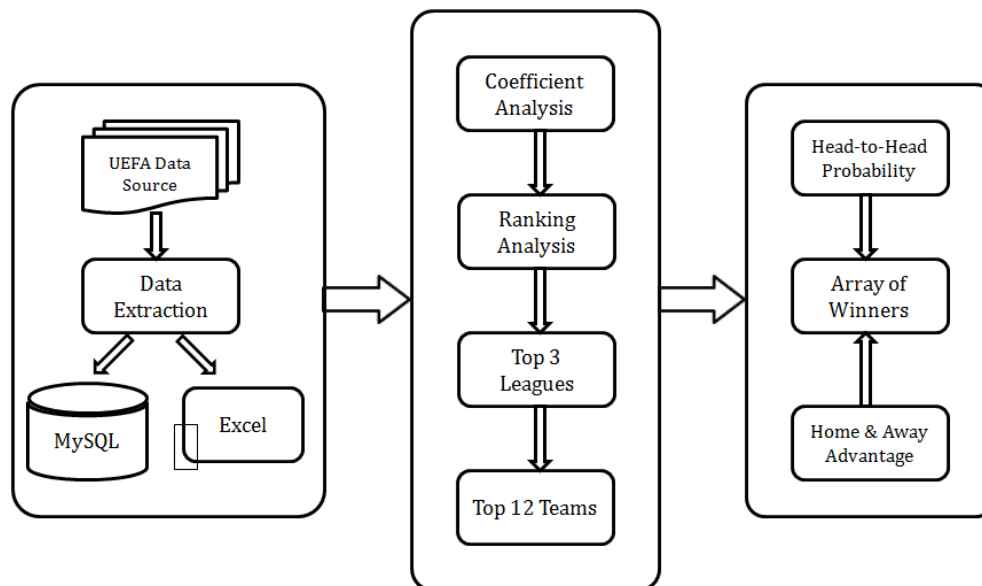 UEFA Data
Source
Data
Extraction
MySQL
Excel
Coefficient
Analysis
Ranking
Analysis
Top 3
Leagues
Top 12 Teams
Head-to-Head
Probability
Array of
Winners
Home & Away
Advantage